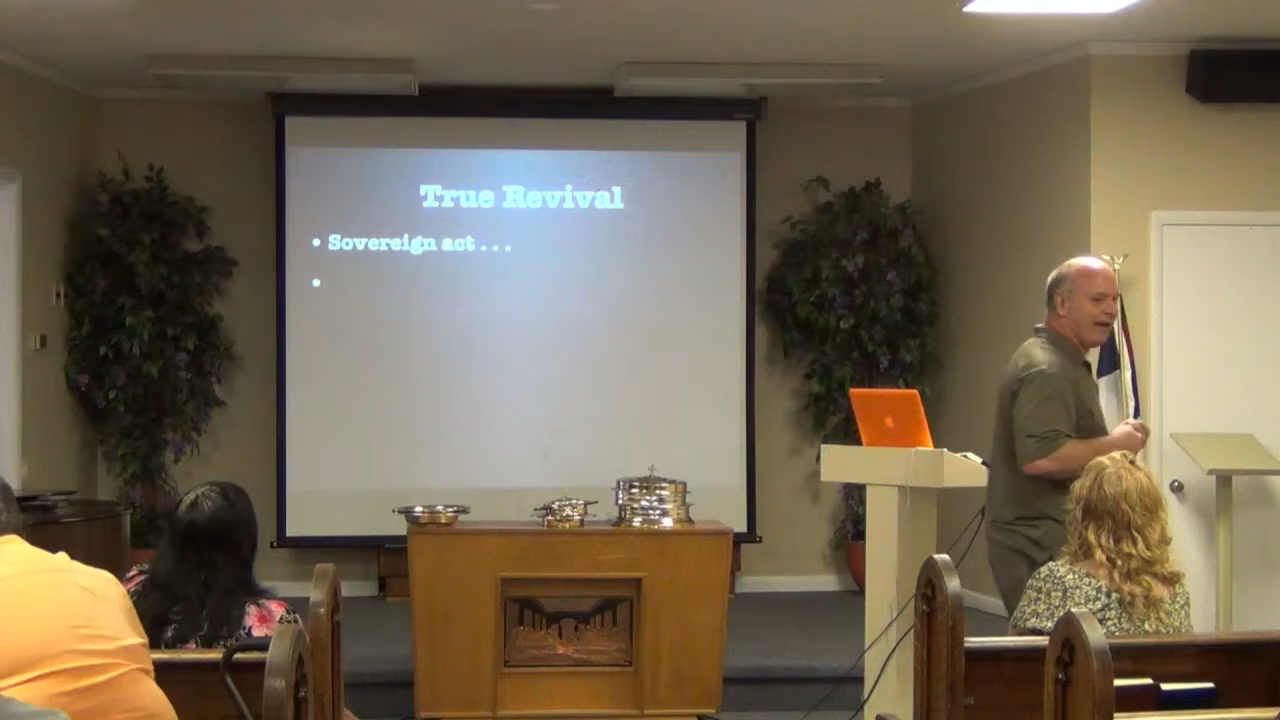 True Revival
• Sovereign act . . .
•